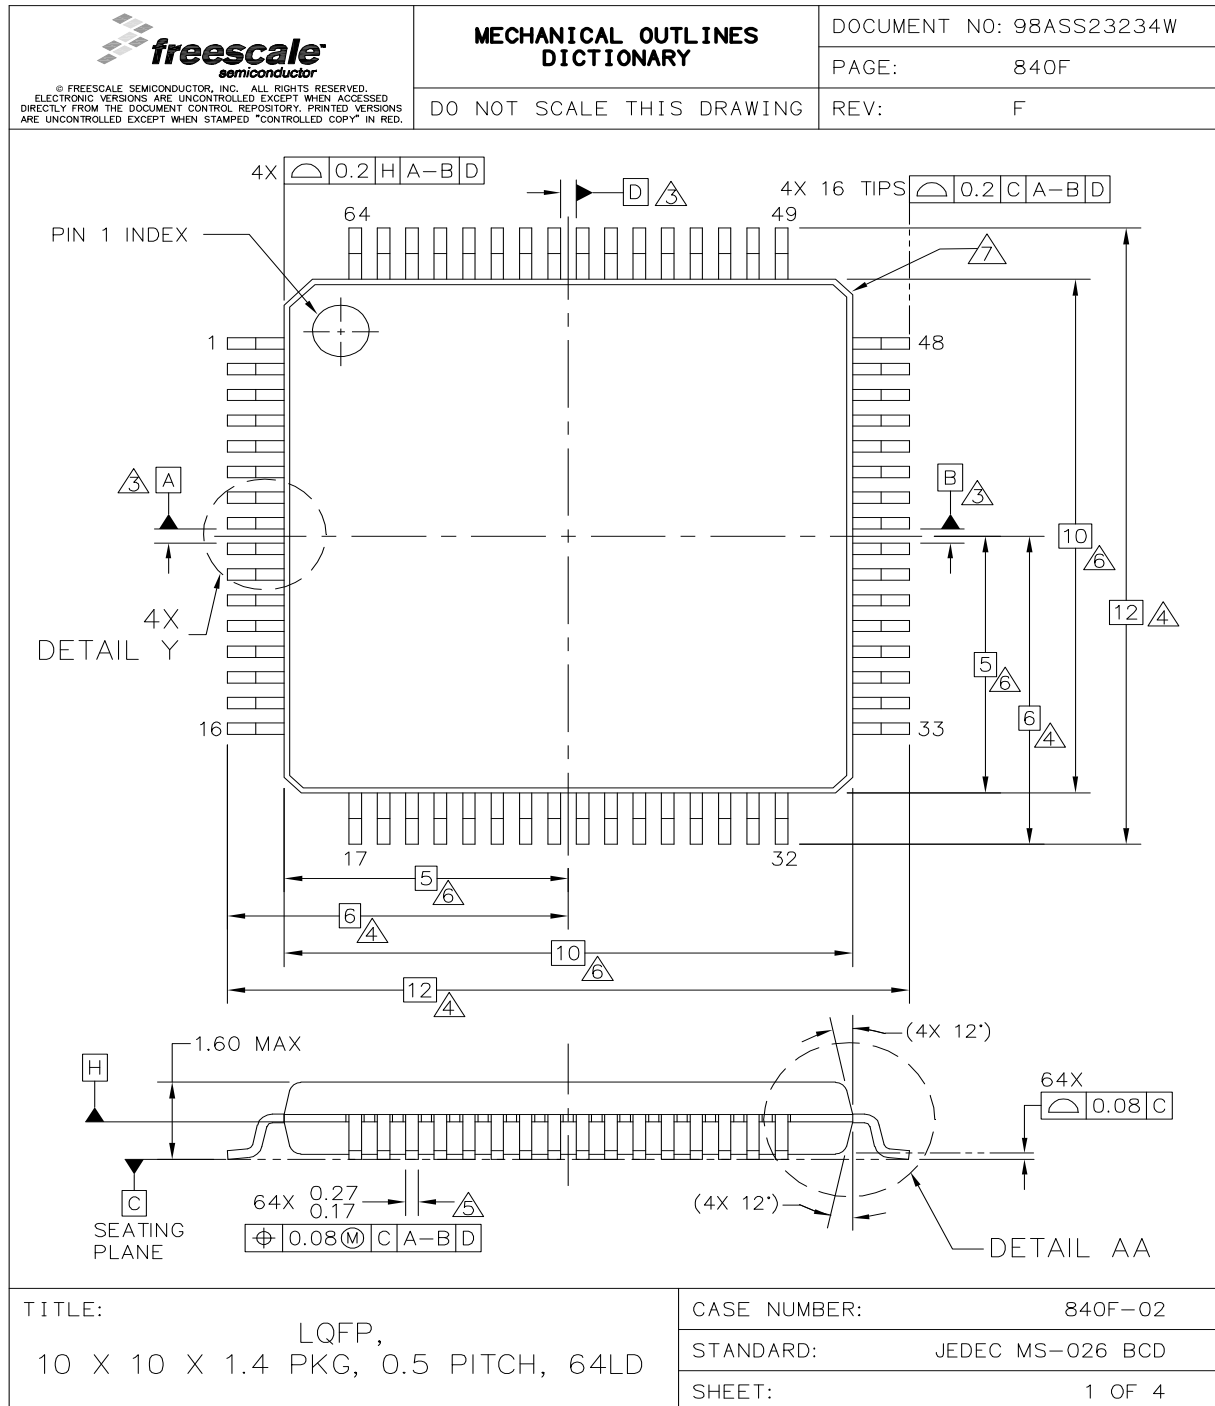 freescale
semiconductor
© FREESCALE SEMICONDUCTOR, INC. ALL RIGHTS RESERVED.
ELECTRONIC VERSIONS ARE UNCONTROLLED EXCEPT WHEN ACCESSED
DIRECTLY FROM THE DOCUMENT CONTROL REPOSITORY. PRINTED VERSIONS
ARE UNCONTROLLED EXCEPT WHEN STAMPED "CONTROLLED COPY" IN RED.
MECHANICAL OUTLINES
DICTIONARY
DO NOT SCALE THIS DRAWING
DOCUMENT NO: 98ASS23234W
PAGE: 840F
REV: F
4X 0.2 H A-B D
D 3
4X 16 TIPS 0.2 C A-B D
64
49
PIN 1 INDEX
7
1
48
3 A
B 3
10 6
12 4
4X
DETAIL Y
5 6
6 4
16
33
17
32
5 6
6 4
10 6
12 4
1.60 MAX
(4X 12°)
H
64X
0.08 C
C
SEATING
PLANE
64X 0.27
0.17
5
0.08 Ⓜ C A-B D
(4X 12°)
DETAIL AA
TITLE:
LQFP,
10 X 10 X 1.4 PKG, 0.5 PITCH, 64LD
CASE NUMBER: 840F-02
STANDARD: JEDEC MS-026 BCD
SHEET: 1 OF 4